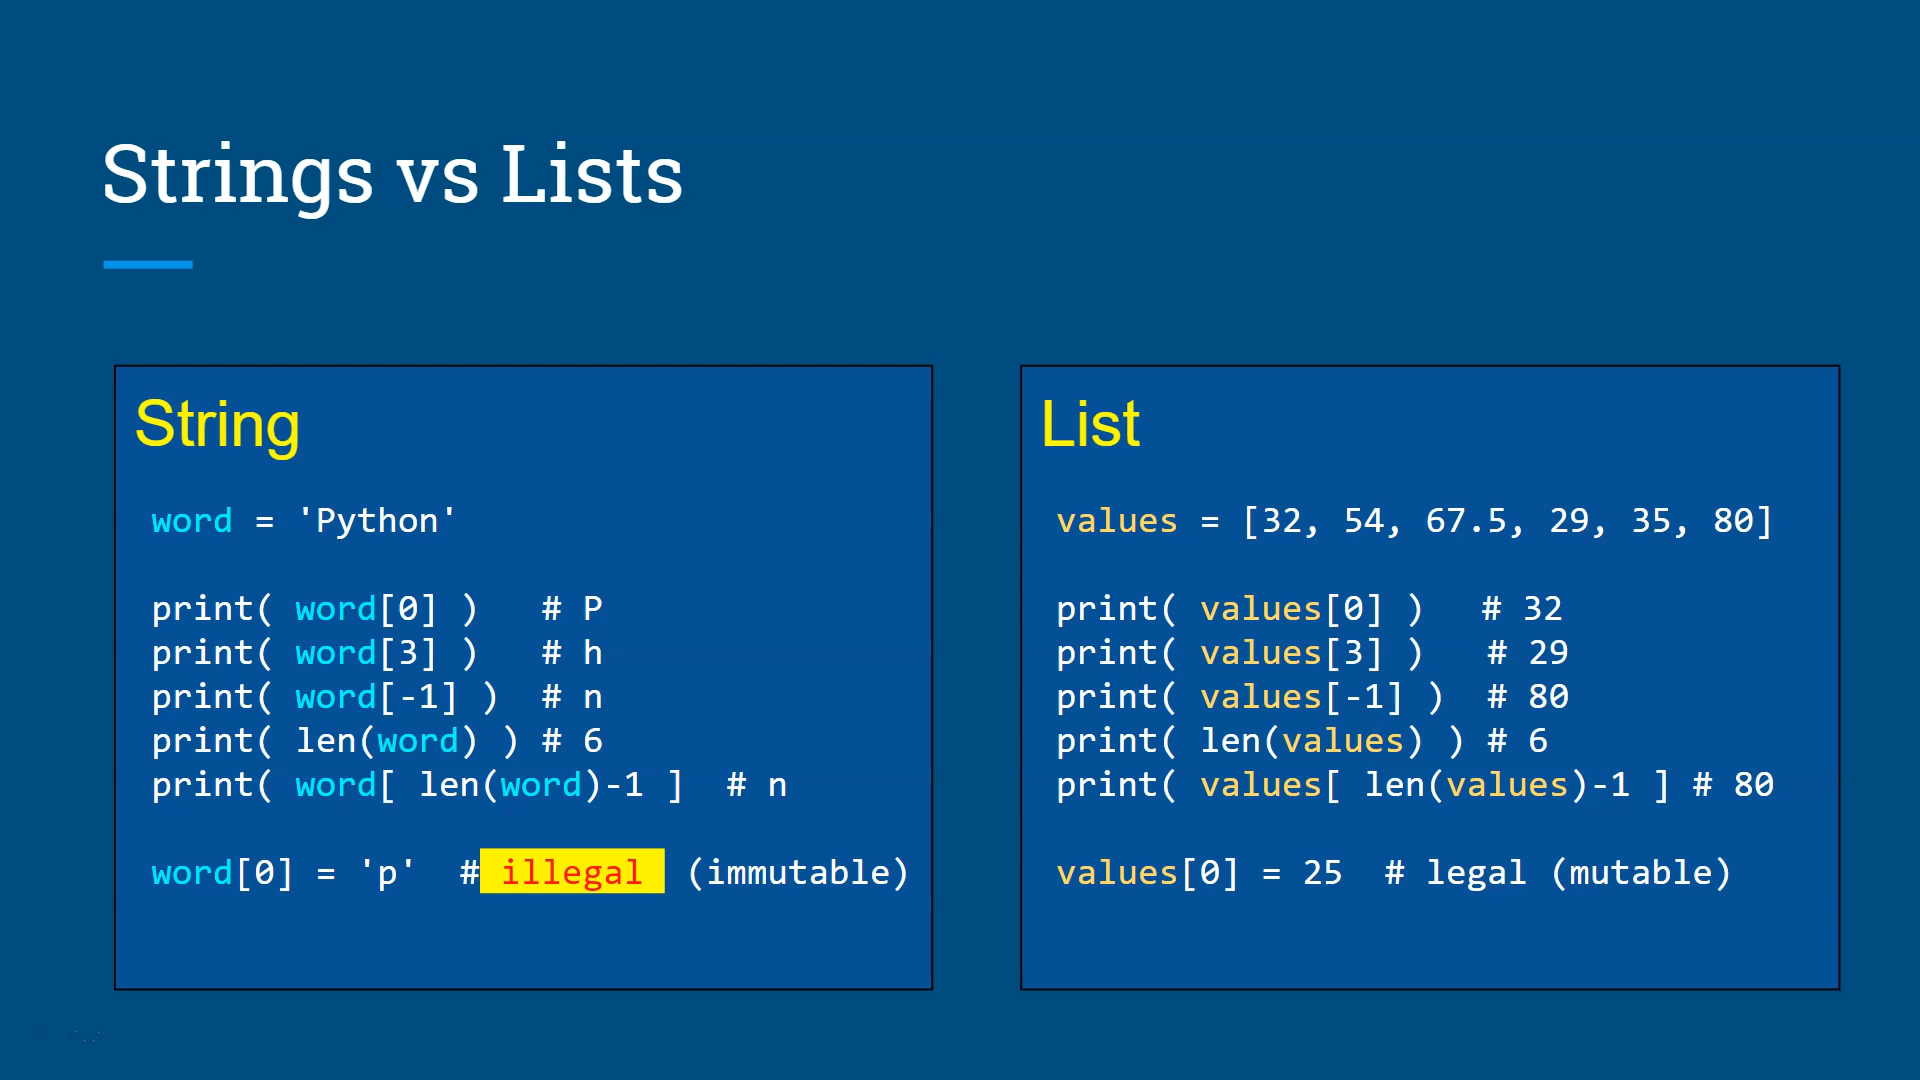 Strings vs Lists
String
word = 'Python'
print( word[0] )   # P
print( word[3] )   # h
print( word[-1] )  # n
print( len(word) ) # 6
print( word[ len(word)-1 ]  # n
word[0] = 'p'  # illegal  (immutable)
List
values = [32, 54, 67.5, 29, 35, 80]
print( values[0] )   # 32
print( values[3] )   # 29
print( values[-1] )  # 80
print( len(values) ) # 6
print( values[ len(values)-1 ] # 80
values[0] = 25  # legal (mutable)